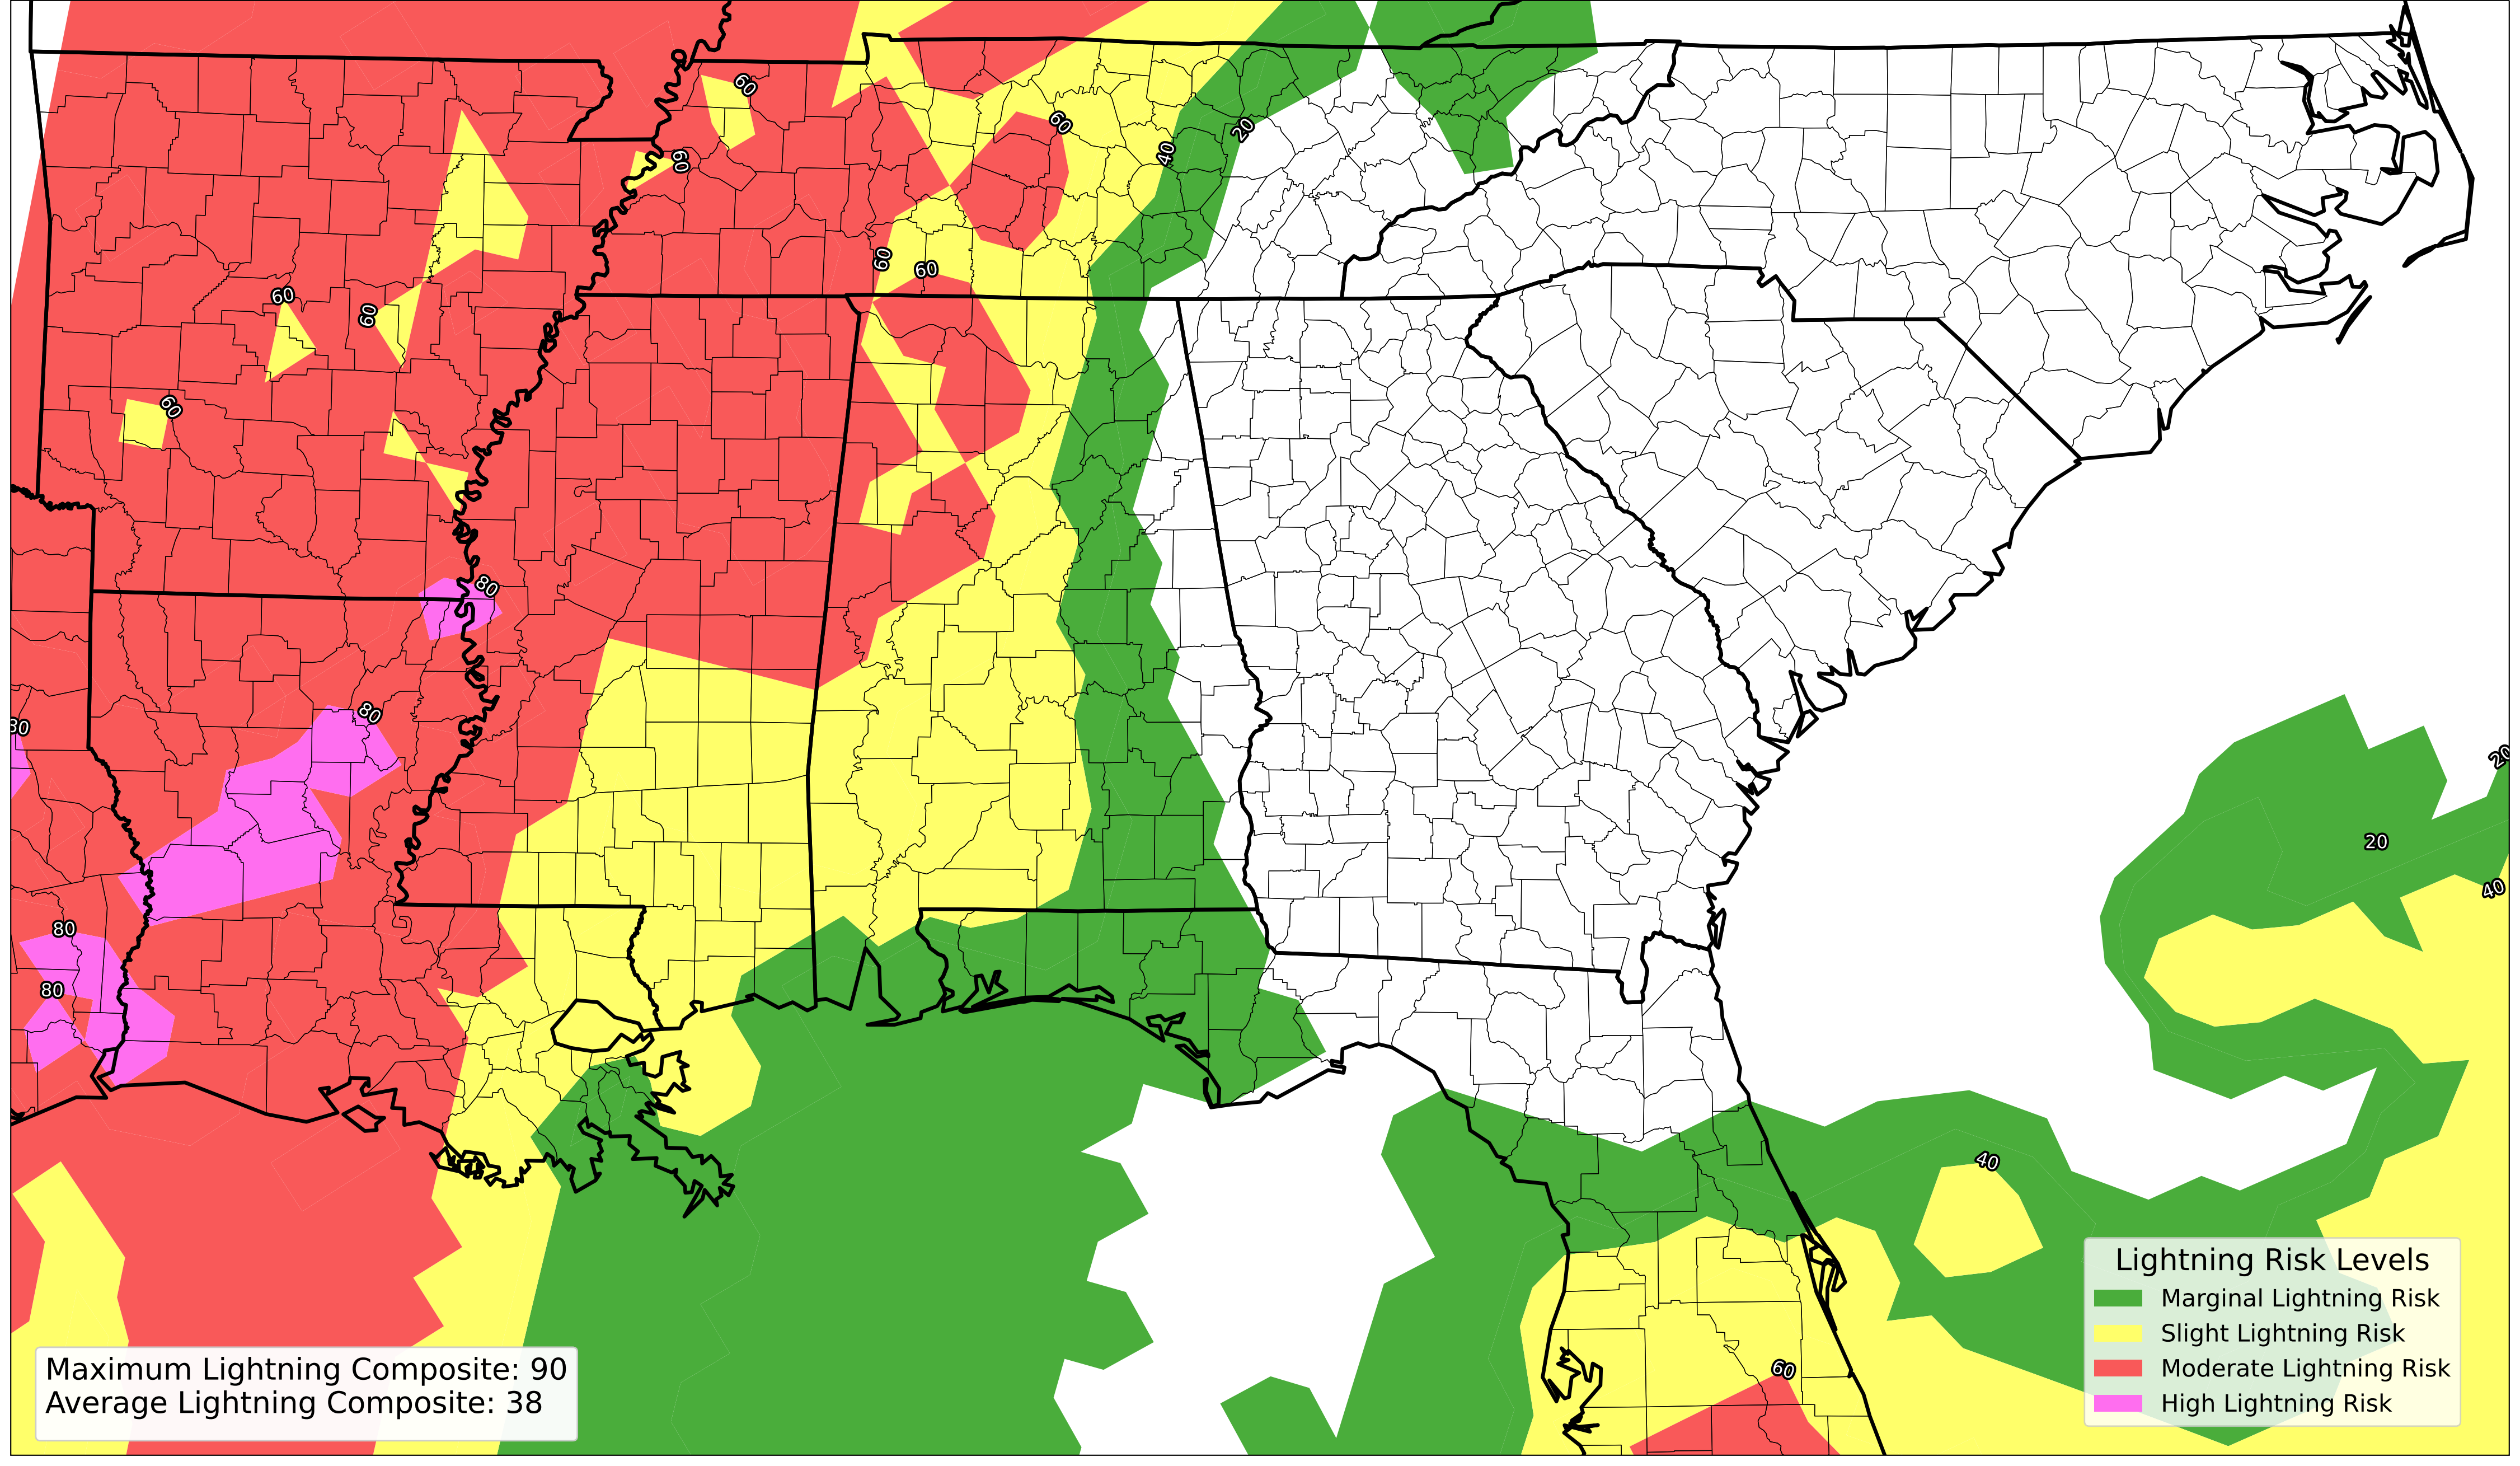 60
60
60
40
20
60
60
60
60
60
80
80
80
20
20
40
80
80
40
60
Lightning Risk Levels
Marginal Lightning Risk
Slight Lightning Risk
Moderate Lightning Risk
High Lightning Risk
Maximum Lightning Composite: 90
Average Lightning Composite: 38